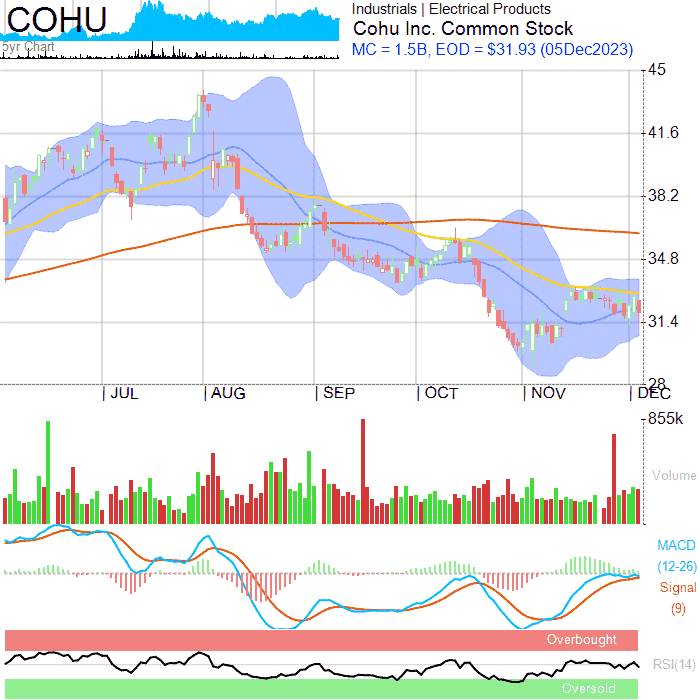 COHU
5yr Chart
Industrials | Electrical Products
Cohu Inc. Common Stock
MC = 1.5B, EOD = $31.93 (05Dec2023)
45
41.6
38.2
34.8
31.4
28
| JUL | AUG | SEP | OCT | NOV | DEC
855k
Volume
MACD
(12-26)
Signal
(9)
Overbought
RSI(14)
Oversold